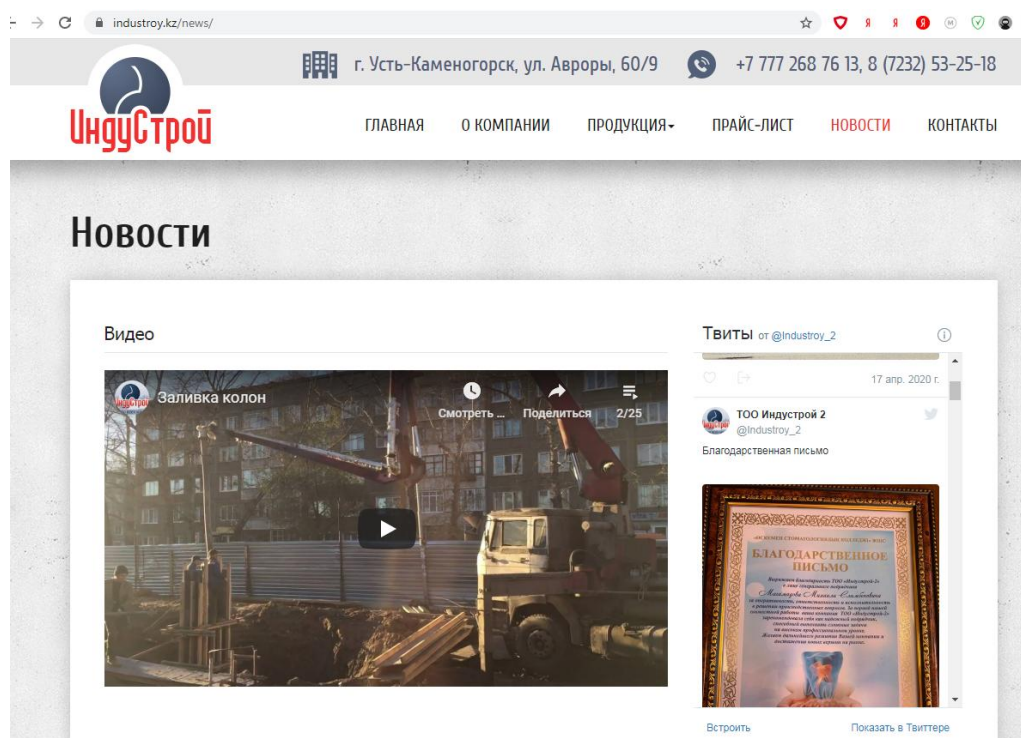 industroy.kz/news/
г. Усть-Каменогорск, ул. Авроры, 60/9
+7 777 268 76 13, 8 (7232) 53-25-18
ИндуСтрой
ГЛАВНАЯ
О КОМПАНИИ
ПРОДУКЦИЯ
ПРАЙС-ЛИСТ
НОВОСТИ
КОНТАКТЫ
Новости
Видео
Заливка колон
Смотреть ...
Поделиться
2/25
Твиты от @Industroy_2
17 апр. 2020 г.
ТОО Индустрой 2
@Industroy_2
Благодарственная письмо
БЛАГОДАРСТВЕННОЕ
ПИСЬМО
Встроить
Показать в Твиттере